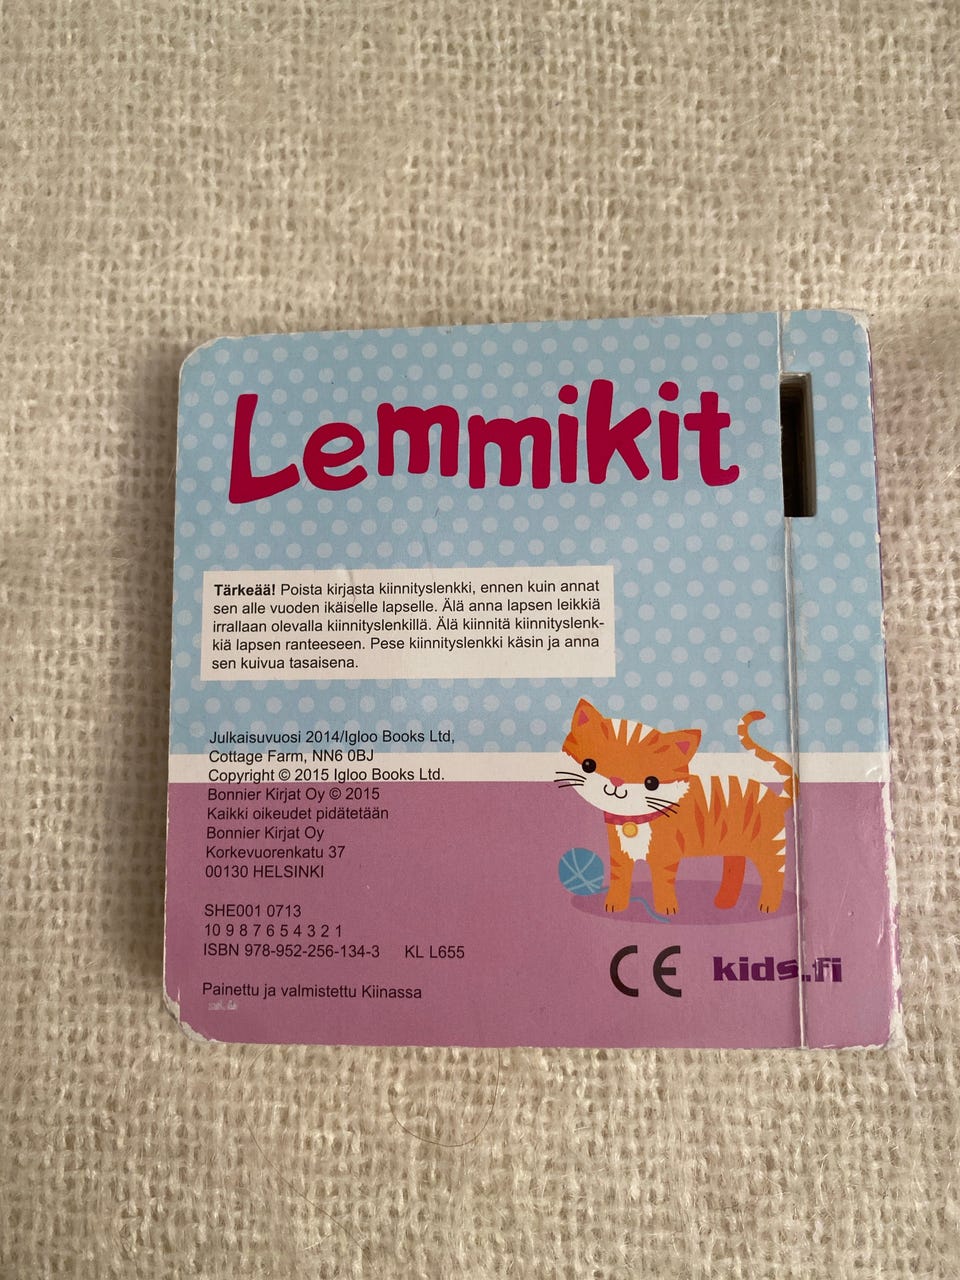 Lemmikit
Tärkeää! Poista kirjasta kiinnityslenkki, ennen kuin annat
sen alle vuoden ikäiselle lapselle. Älä anna lapsen leikkiä
irrallaan olevalla kiinnityslenkillä. Älä kiinnitä kiinnityslenk-
kiä lapsen ranteeseen. Pese kiinnityslenkki käsin ja anna
sen kuivua tasaisena.
Julkaisuvuosi 2014/Igloo Books Ltd,
Cottage Farm, NN6 0BJ
Copyright © 2015 Igloo Books Ltd.
Bonnier Kirjat Oy © 2015
Kaikki oikeudet pidätetään
Bonnier Kirjat Oy
Korkevuorenkatu 37
00130 HELSINKI
SHE001 0713
10 9 8 7 6 5 4 3 2 1
ISBN 978-952-256-134-3 KL L655
Painettu ja valmistettu Kiinassa
CE kids.fi